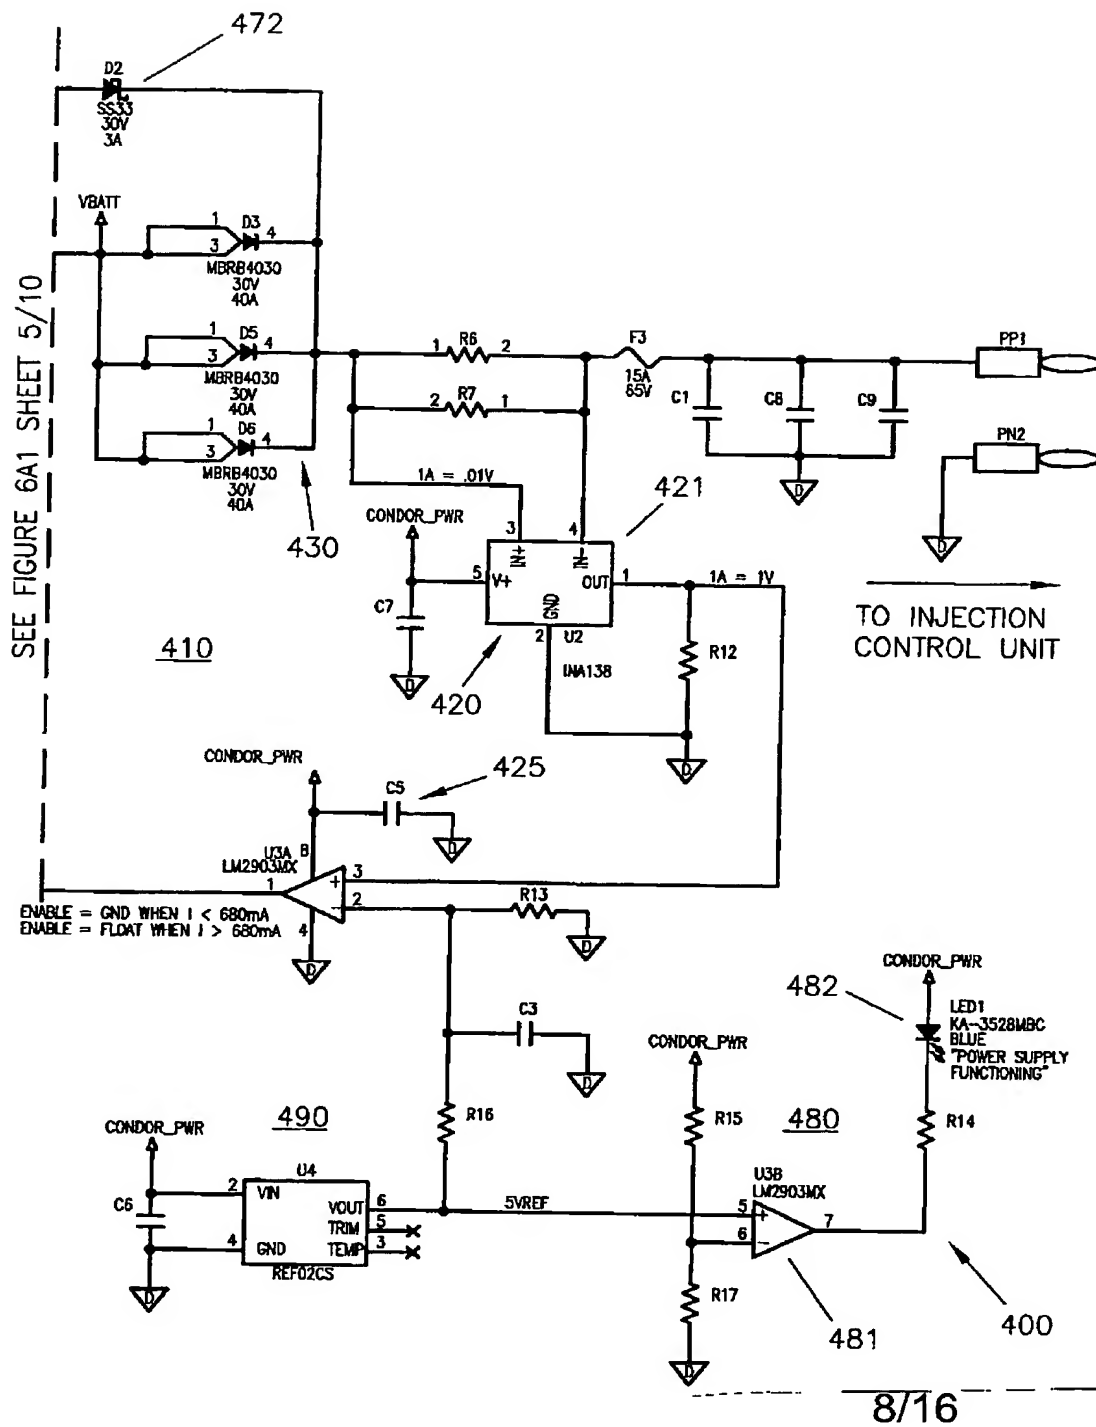 472
D2
SS33
30V
3A
VBATT
1
D3
3
4
MBRB4030
30V
40A
1
D5
3
4
MBRB4030
30V
40A
1
D6
3
4
MBRB4030
30V
40A
430
SEE FIGURE 6A1 SHEET 5/10
1 R6 2
2 R7 1
F3
15A
65V
C1
C8
C9
D
PP1
PN2
D
TO INJECTION
CONTROL UNIT
1A = .01V
421
CONDOR_PWR
3
4
IN+
IN-
5 V+
OUT 1
1A = 1V
GND
2
U2
INA138
C7
D
R12
D
410
420
CONDOR_PWR
425
C5
D
U3A 8
LM2903MX
1
+ 3
- 2
4
D
R13
D
ENABLE = GND WHEN I < 680mA
ENABLE = FLOAT WHEN I > 680mA
C3
D
R16
490
CONDOR_PWR
C6
D
U4
2 VIN
VOUT 6
TRIM 5
4 GND
TEMP 3
REF02CS
5VREF
CONDOR_PWR
R15
480
U3B
LM2903MX
5 +
6 -
7
R17
D
481
482
CONDOR_PWR
LED1
KA-3528MBC
BLUE
"POWER SUPPLY
FUNCTIONING"
R14
400
8/16